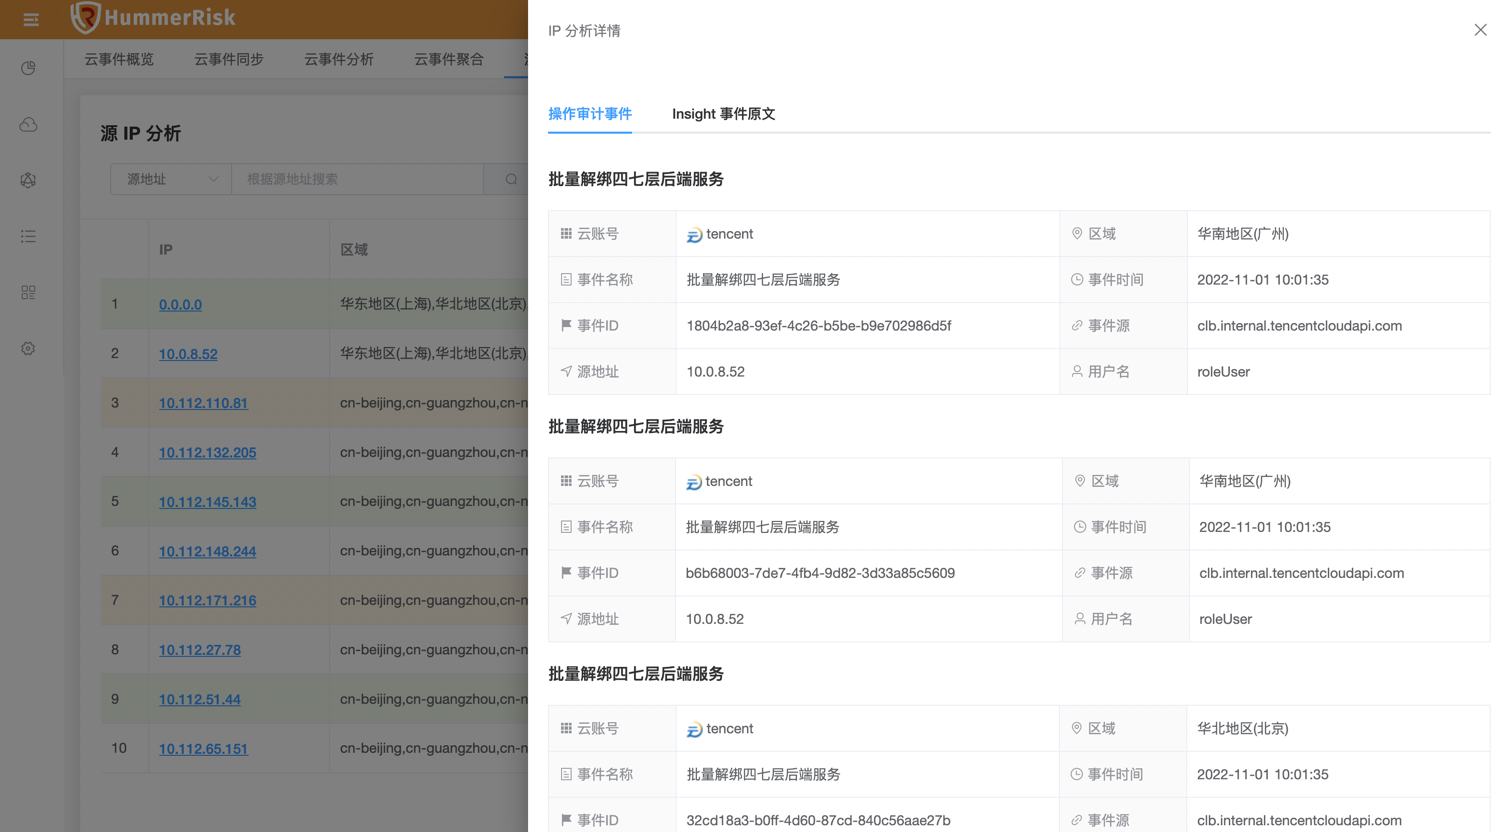 HummerRisk
云事件概览
云事件同步
云事件分析
云事件聚合
源 IP 分析
源地址
根据源地址搜索
IP
区域
1
0.0.0.0
华东地区(上海),华北地区(北京),
2
10.0.8.52
华东地区(上海),华北地区(北京),
3
10.112.110.81
cn-beijing,cn-guangzhou,cn-n
4
10.112.132.205
cn-beijing,cn-guangzhou,cn-n
5
10.112.145.143
cn-beijing,cn-guangzhou,cn-n
6
10.112.148.244
cn-beijing,cn-guangzhou,cn-n
7
10.112.171.216
cn-beijing,cn-guangzhou,cn-n
8
10.112.27.78
cn-beijing,cn-guangzhou,cn-n
9
10.112.51.44
cn-beijing,cn-guangzhou,cn-n
10
10.112.65.151
cn-beijing,cn-guangzhou,cn-n
IP 分析详情
操作审计事件
Insight 事件原文
批量解绑四七层后端服务
云账号
tencent
区域
华南地区(广州)
事件名称
批量解绑四七层后端服务
事件时间
2022-11-01 10:01:35
事件ID
1804b2a8-93ef-4c26-b5be-b9e702986d5f
事件源
clb.internal.tencentcloudapi.com
源地址
10.0.8.52
用户名
roleUser
批量解绑四七层后端服务
云账号
tencent
区域
华南地区(广州)
事件名称
批量解绑四七层后端服务
事件时间
2022-11-01 10:01:35
事件ID
b6b68003-7de7-4fb4-9d82-3d33a85c5609
事件源
clb.internal.tencentcloudapi.com
源地址
10.0.8.52
用户名
roleUser
批量解绑四七层后端服务
云账号
tencent
区域
华北地区(北京)
事件名称
批量解绑四七层后端服务
事件时间
2022-11-01 10:01:35
事件ID
32cd18a3-b0ff-4d60-87cd-840c56aae27b
事件源
clb.internal.tencentcloudapi.com